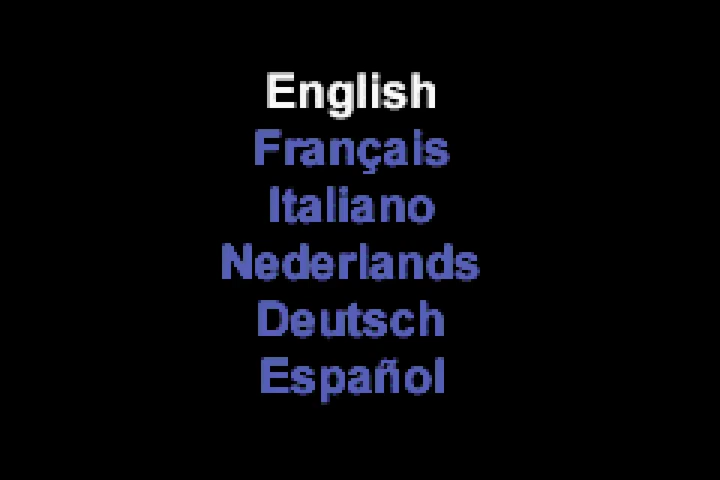 English
Français
Italiano
Nederlands
Deutsch
Español